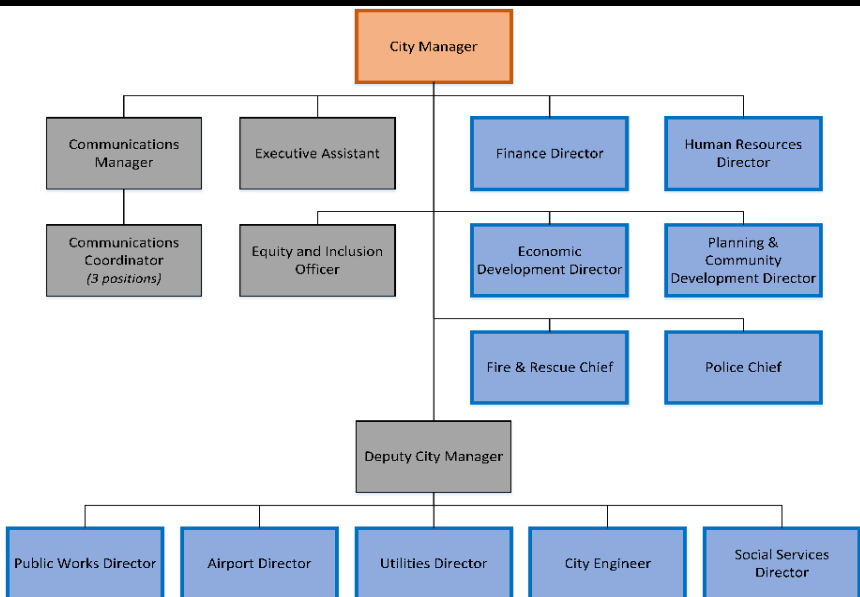 City Manager
Communications
Manager
Executive Assistant
Finance Director
Human Resources
Director
Communications
Coordinator
(3 positions)
Equity and Inclusion
Officer
Economic
Development Director
Planning &
Community
Development Director
Fire & Rescue Chief
Police Chief
Deputy City Manager
Public Works Director
Airport Director
Utilities Director
City Engineer
Social Services
Director